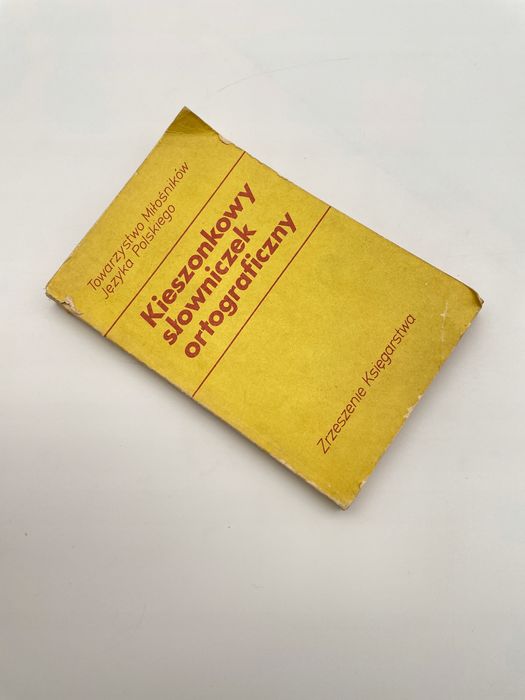 Towarzystwo Miłośników
Języka Polskiego
Kieszonkowy
słowniczek
ortograficzny
Zrzeszenie Księgarstwa